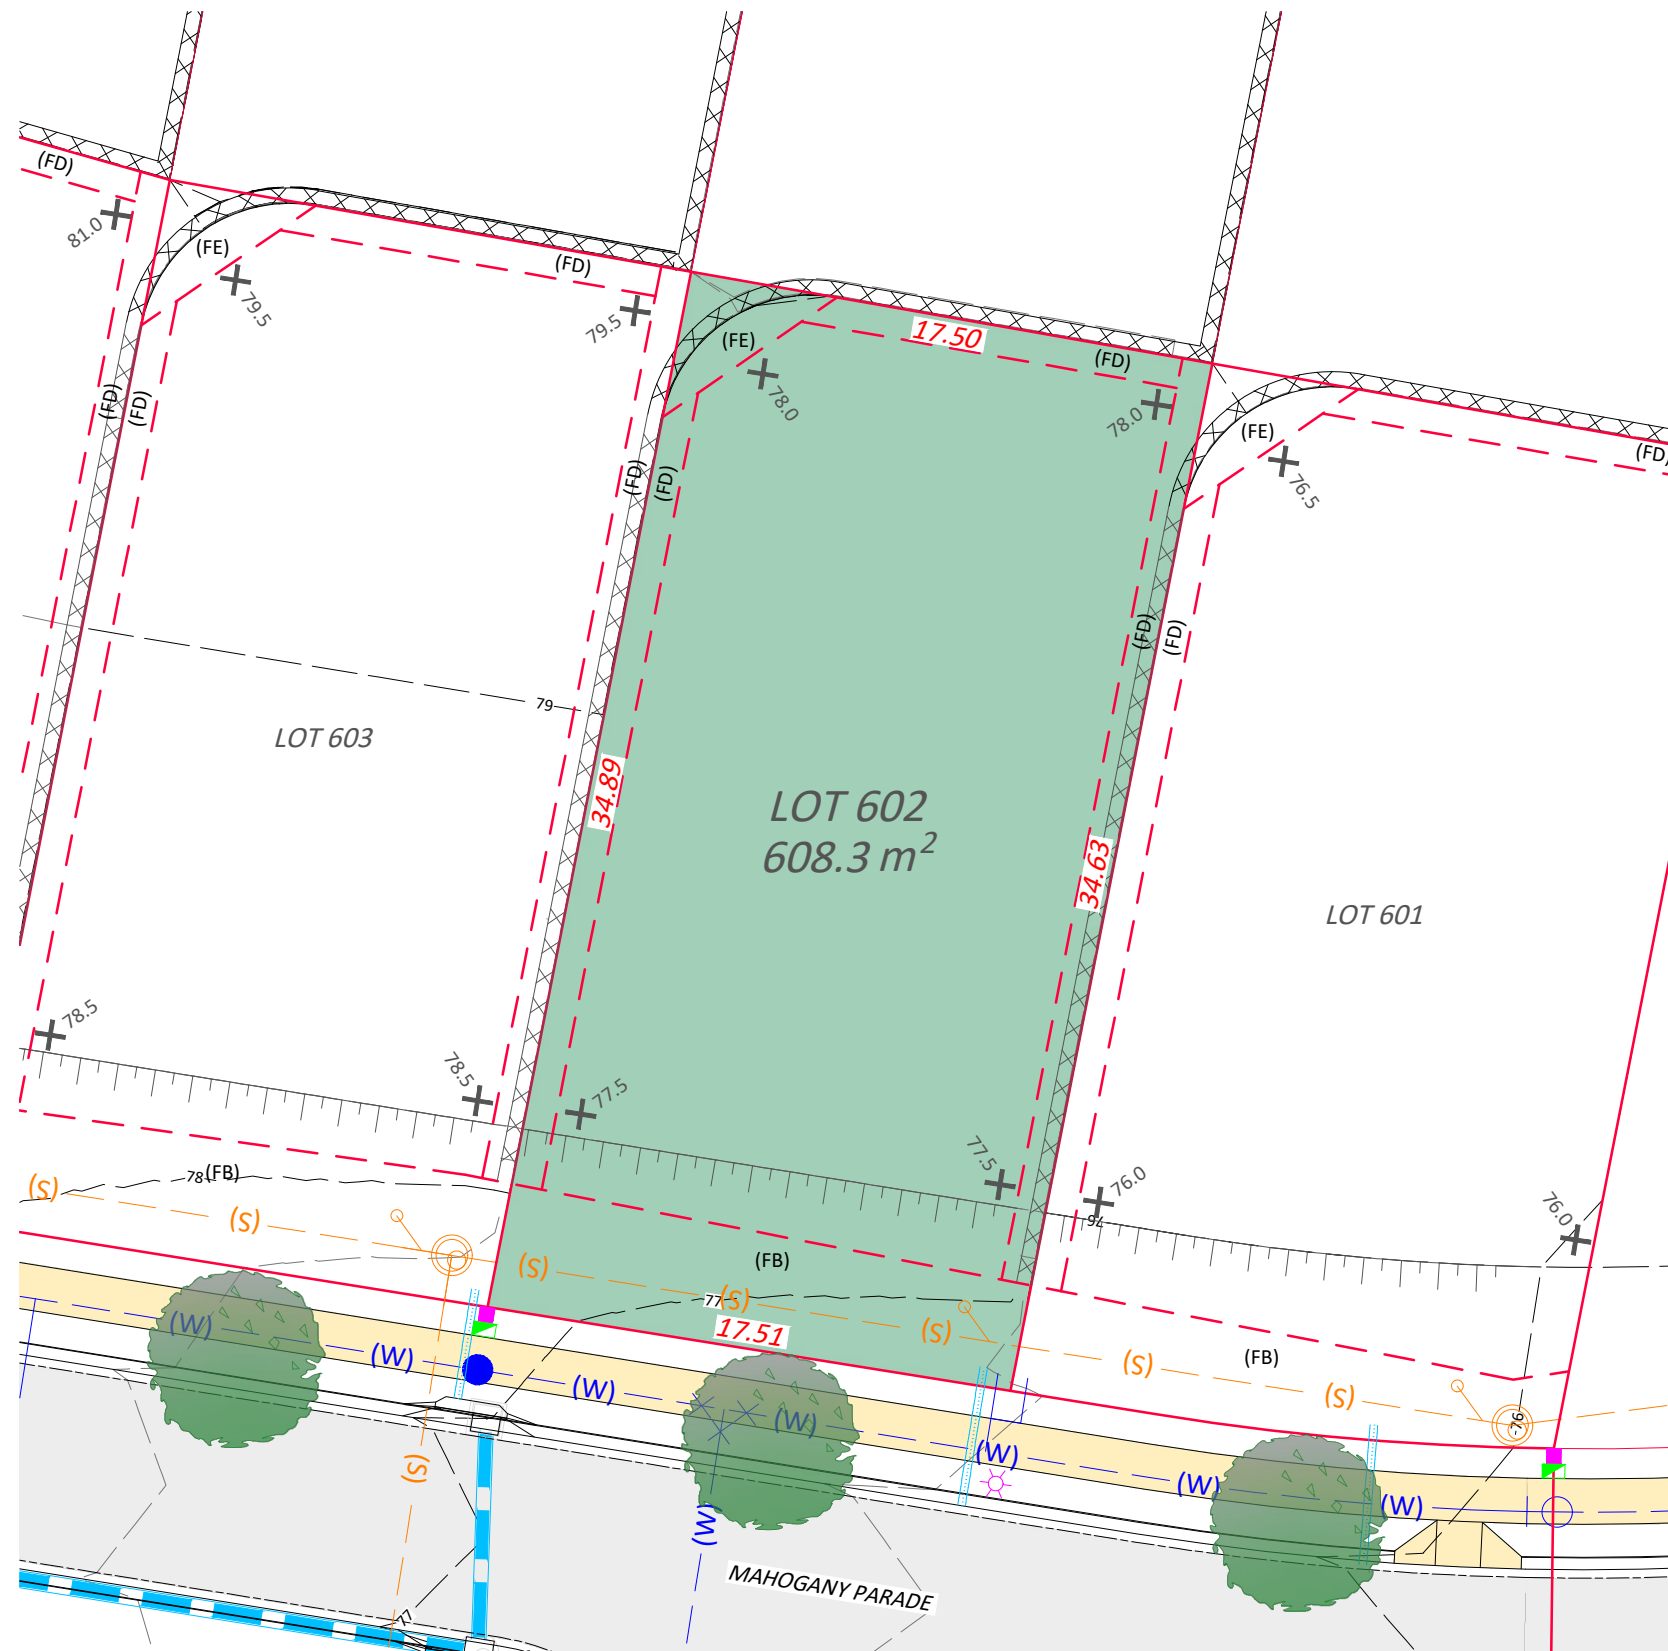 (FD)
81.0
(FE)
79.5
(FD)
79.5
(FD)
(FD)
(FE)
78.0
17.50
(FD)
78.0
(FD)
(FD)
(FE)
76.5
(FD)
(FD)
(FD)
79
LOT 603
34.89
LOT 602
608.3 m²
34.63
LOT 601
78.5
78.5
77.5
77.5
76.0
76
76.0
78
(FB)
(S)
(S)
(S)
(FB)
77
(S)
(S)
17.51
(S)
(FB)
(S)
76
(W)
(W)
(W)
(W)
(W)
(W)
(W)
(S)
(W)
MAHOGANY PARADE
77